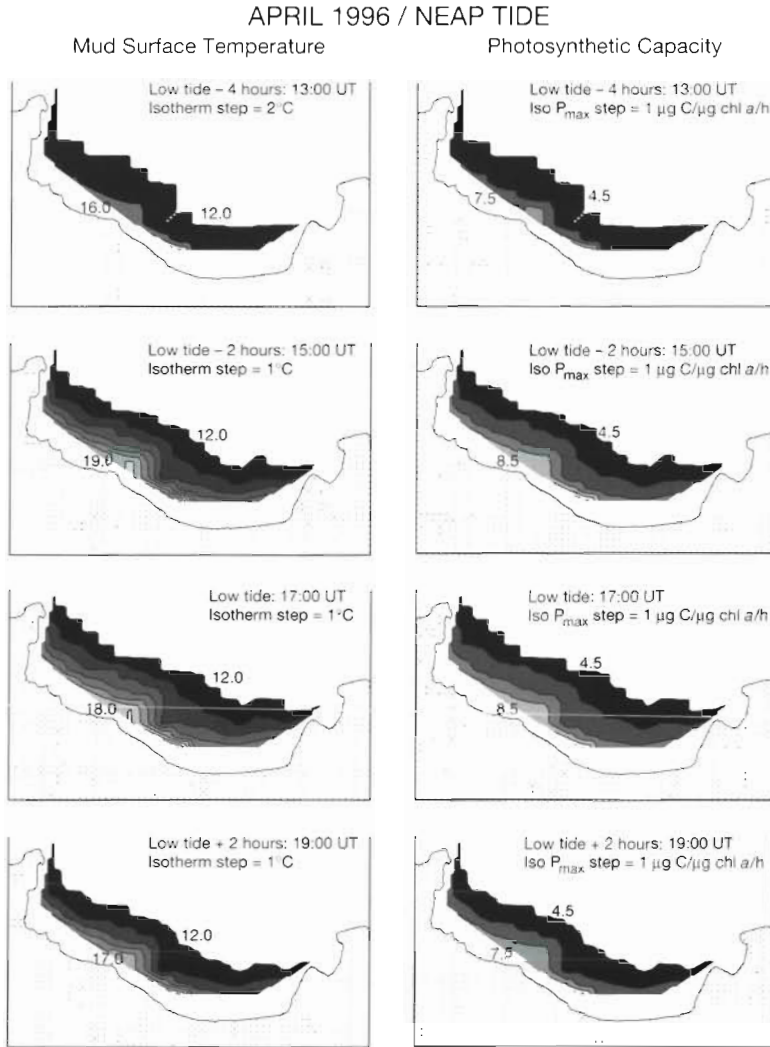 APRIL 1996 / NEAP TIDE
Mud Surface Temperature
Photosynthetic Capacity
Low tide – 4 hours: 13:00 UT
Isotherm step = 2°C
16.0
12.0
Low tide – 4 hours: 13:00 UT
Iso Pmax step = 1 µg C/µg chl a/h
7.5
4.5
Low tide – 2 hours: 15:00 UT
Isotherm step = 1°C
12.0
19.0
Low tide – 2 hours: 15:00 UT
Iso Pmax step = 1 µg C/µg chl a/h
4.5
8.5
Low tide: 17:00 UT
Isotherm step = 1°C
12.0
18.0
Low tide: 17:00 UT
Iso Pmax step = 1 µg C/µg chl a/h
4.5
8.5
Low tide + 2 hours: 19:00 UT
Isotherm step = 1°C
12.0
17.0
Low tide + 2 hours: 19:00 UT
Iso Pmax step = 1 µg C/µg chl a/h
4.5
7.5